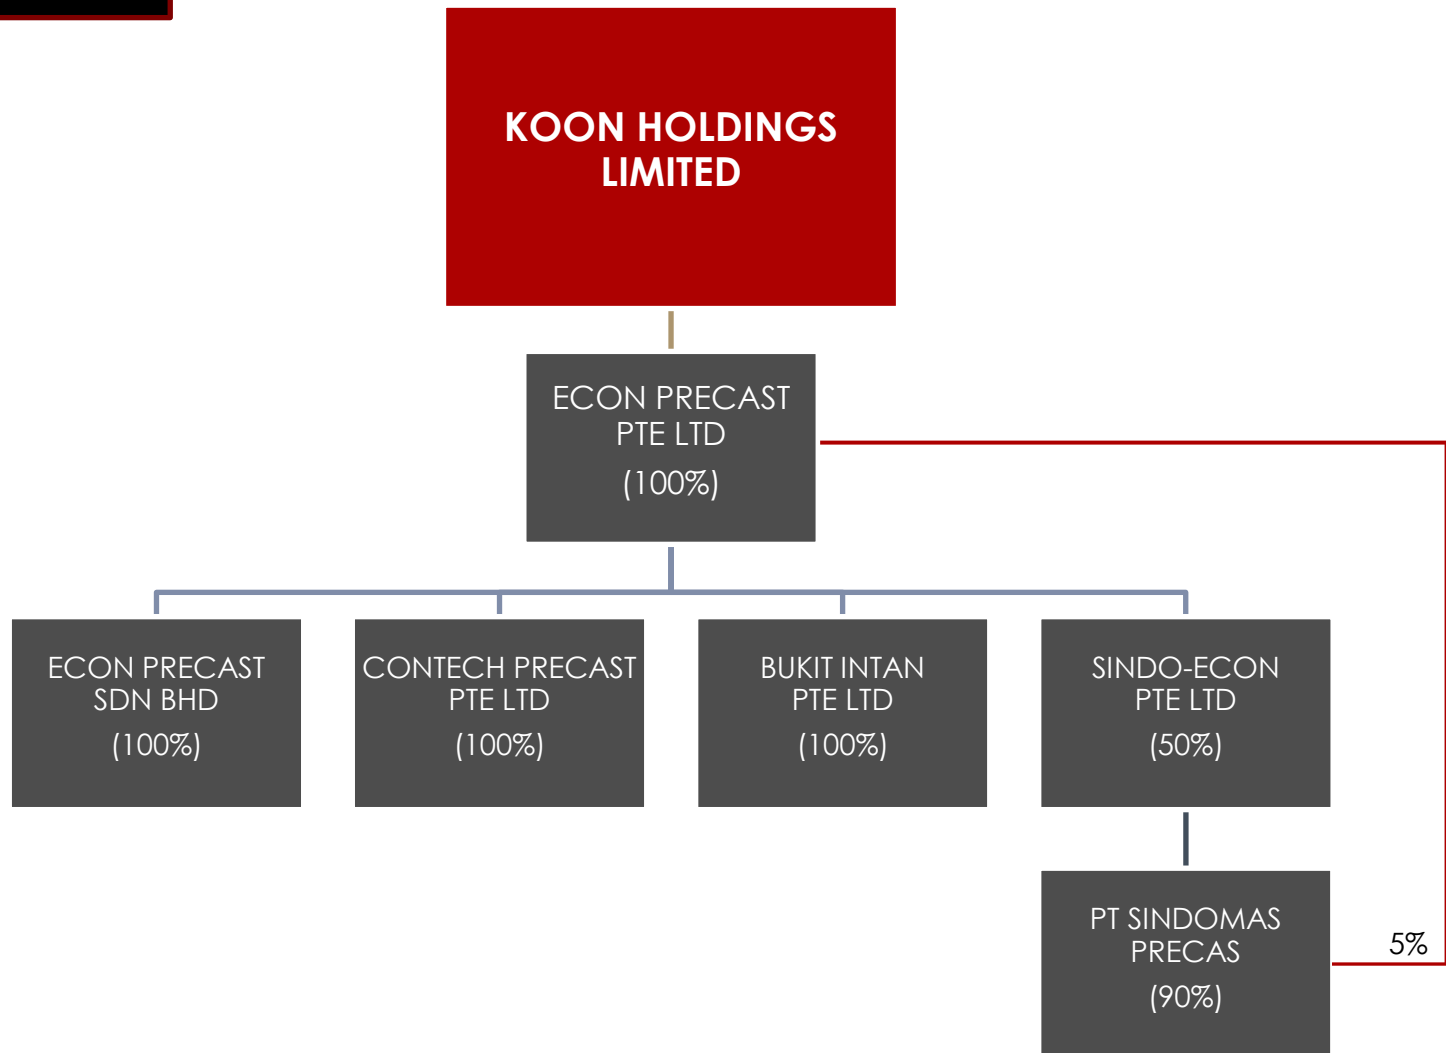 KOON HOLDINGS
LIMITED
ECON PRECAST
PTE LTD
(100%)
ECON PRECAST
SDN BHD
(100%)
CONTECH PRECAST
PTE LTD
(100%)
BUKIT INTAN
PTE LTD
(100%)
SINDO-ECON
PTE LTD
(50%)
PT SINDOMAS
PRECAS
(90%)
5%